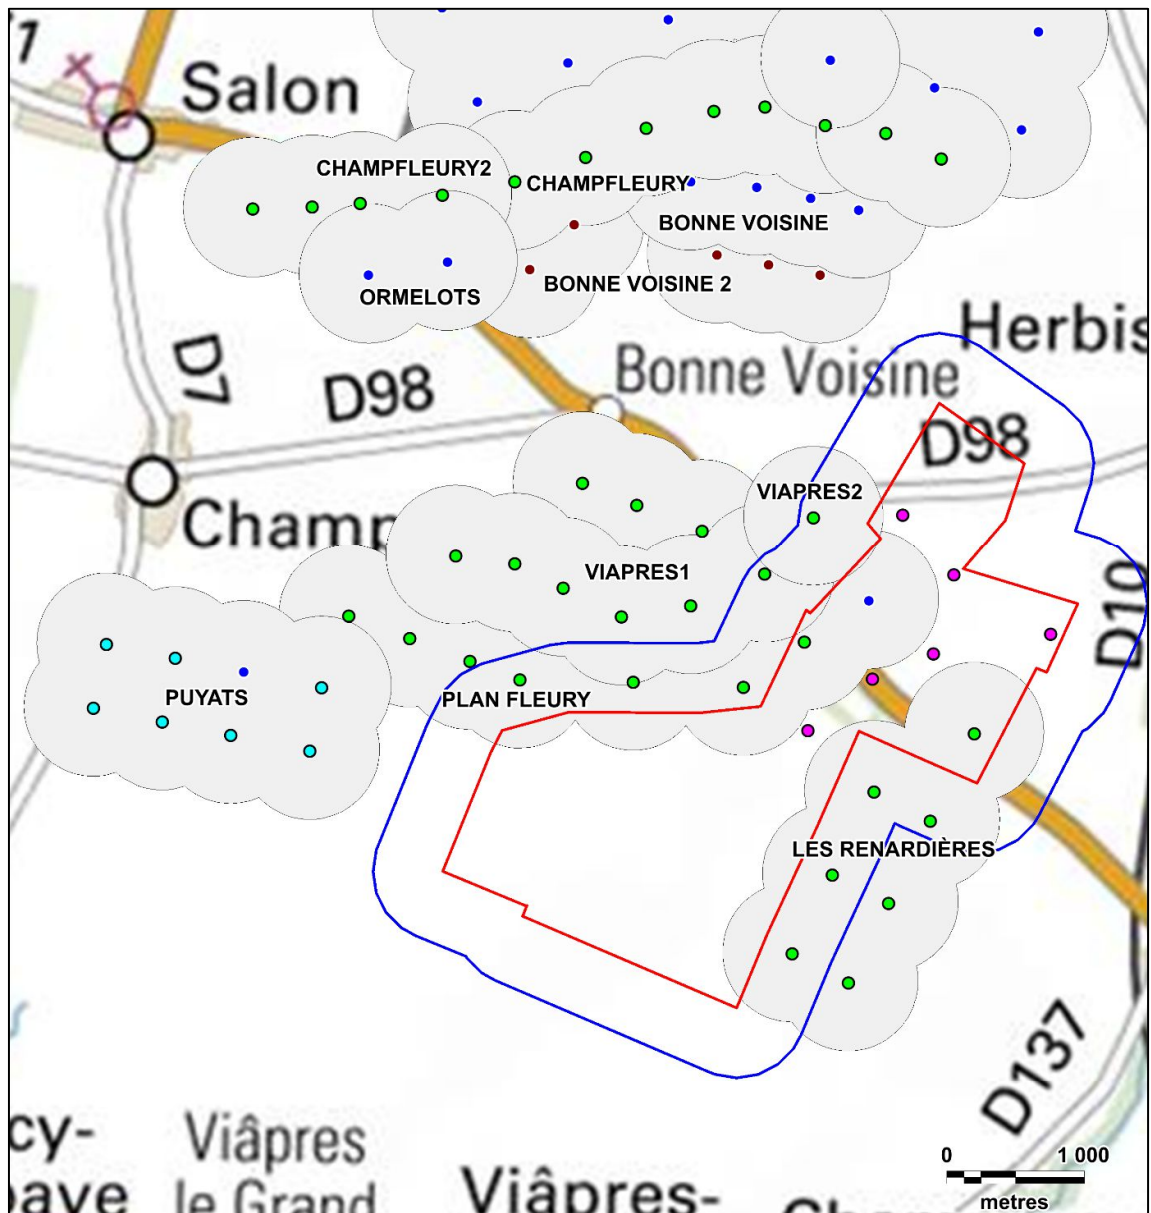 Salon
CHAMPFLEURY2
CHAMPFLEURY
BONNE VOISINE
BONNE VOISINE 2
ORMELOTS
D7
D98
Bonne Voisine
Herbis
D98
VIAPRES2
Champ
VIAPRES1
D10
PUYATS
PLAN FLEURY
LES RENARDIÈRES
D137
cy-
Viâpres
le Grand
Viâpres-
0 1 000
metres